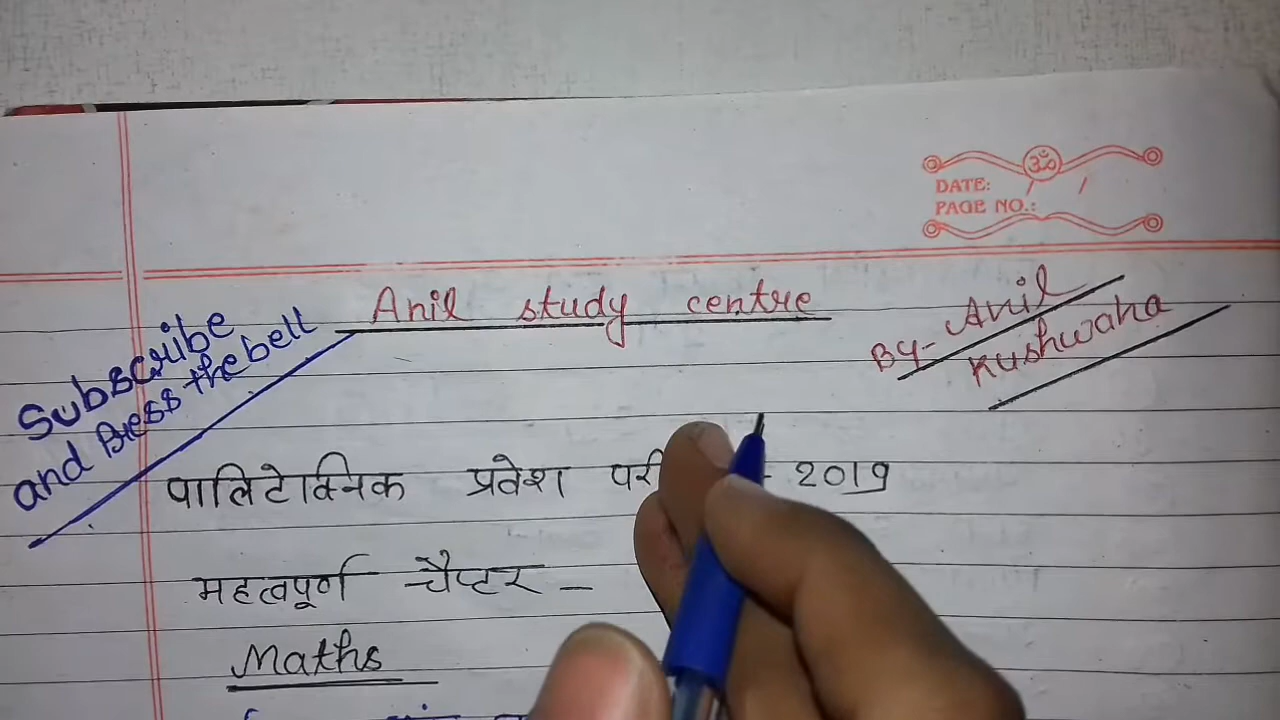 ॐ
DATE: / /
PAGE NO.:
Anil study centre
By- Anil
Kushwaha
Subscribe
and Press the bell
पालिटेक्निक प्रवेश परी - 2019
महत्वपूर्ण चैप्टर -
Maths